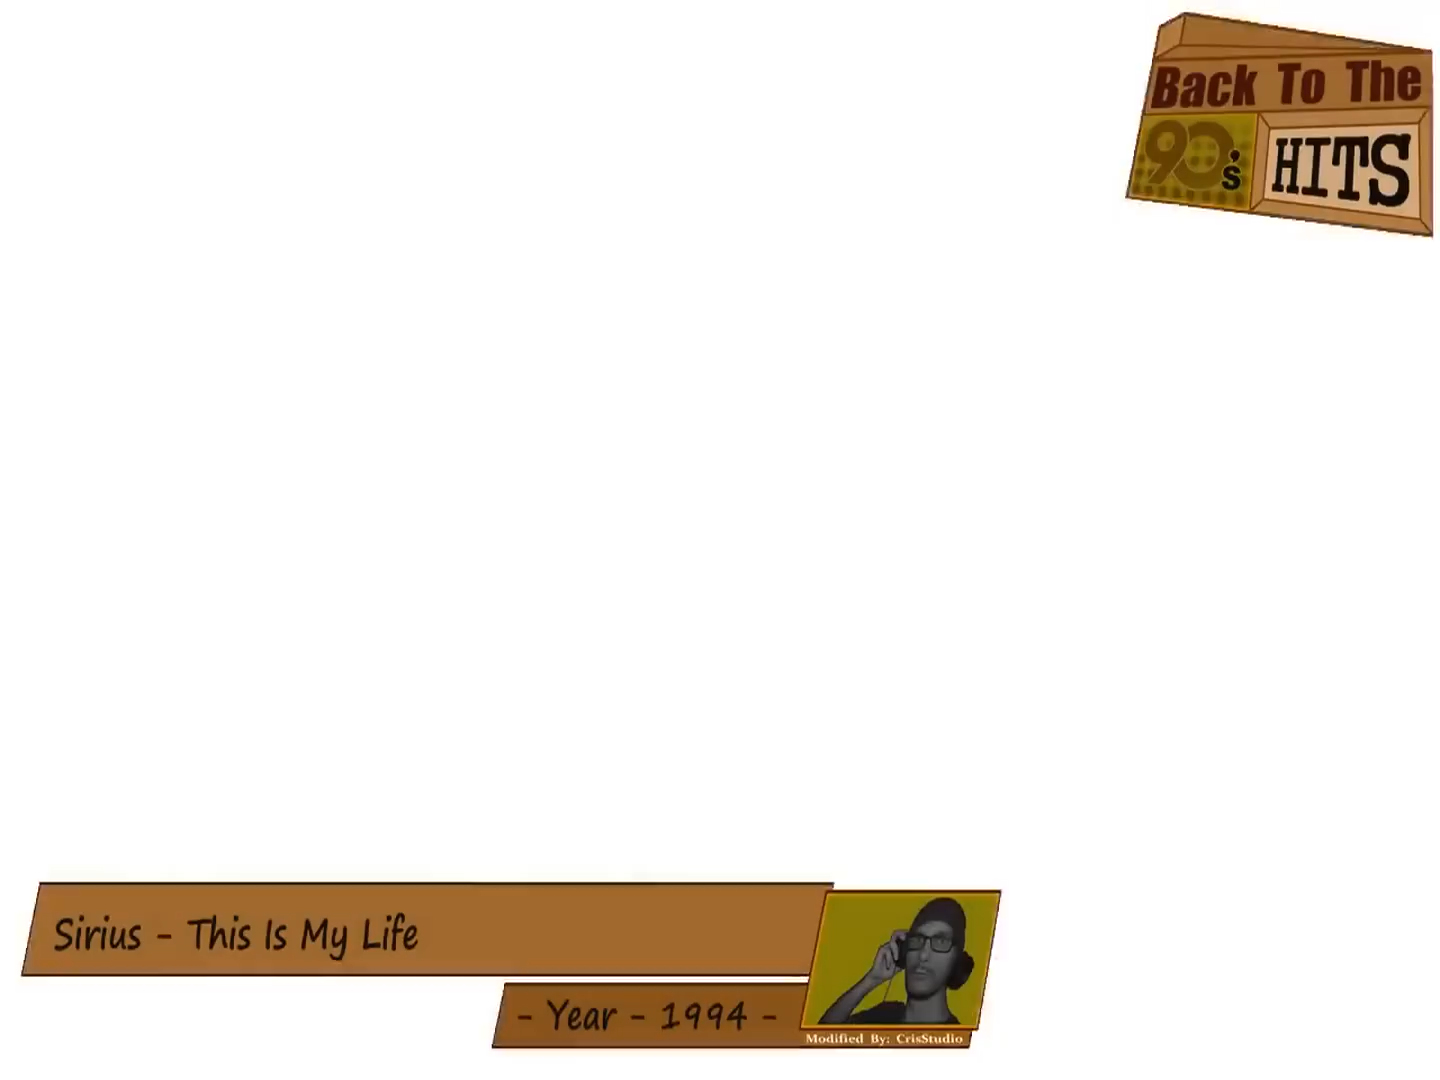 Back To The
90's HITS
Sirius - This Is My Life
- Year - 1994 -
Modified By: CrisStudio